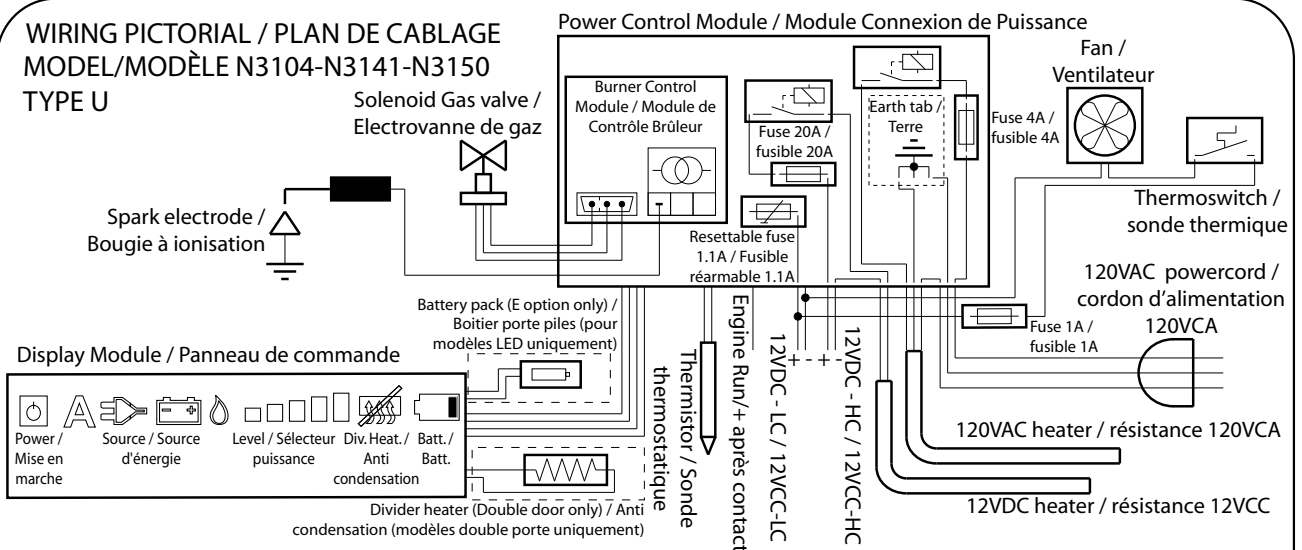 WIRING PICTORIAL / PLAN DE CABLAGE
MODEL/MODÈLE N3104-N3141-N3150
TYPE U
Power Control Module / Module Connexion de Puissance
Solenoid Gas valve /
Electrovanne de gaz
Burner Control
Module / Module de
Contrôle Brûleur
Fuse 20A /
fusible 20A
Earth tab /
Terre
Fuse 4A /
fusible 4A
Fan /
Ventilateur
Thermoswitch /
sonde thermique
Spark electrode /
Bougie à ionisation
Resettable fuse
1.1A / Fusible
réarmable 1.1A
120VAC powercord /
cordon d’alimentation
120VCA
Fuse 1A /
fusible 1A
Battery pack (E option only) /
Boitier porte piles (pour
modèles LED uniquement)
Display Module / Panneau de commande
A
Power /
Mise en
marche
Source / Source
d'énergie
Level / Sélecteur
puissance
Div. Heat. /
Anti
condensation
Batt. /
Batt.
Divider heater (Double door only) / Anti
condensation (modèles double porte uniquement)
Thermistor / Sonde
thermostatique
Engine Run/+ après contact
12VDC - LC / 12VCC-LC
+ - + -
12VDC - HC / 12VCC-HC
120VAC heater / résistance 120VCA
12VDC heater / résistance 12VCC